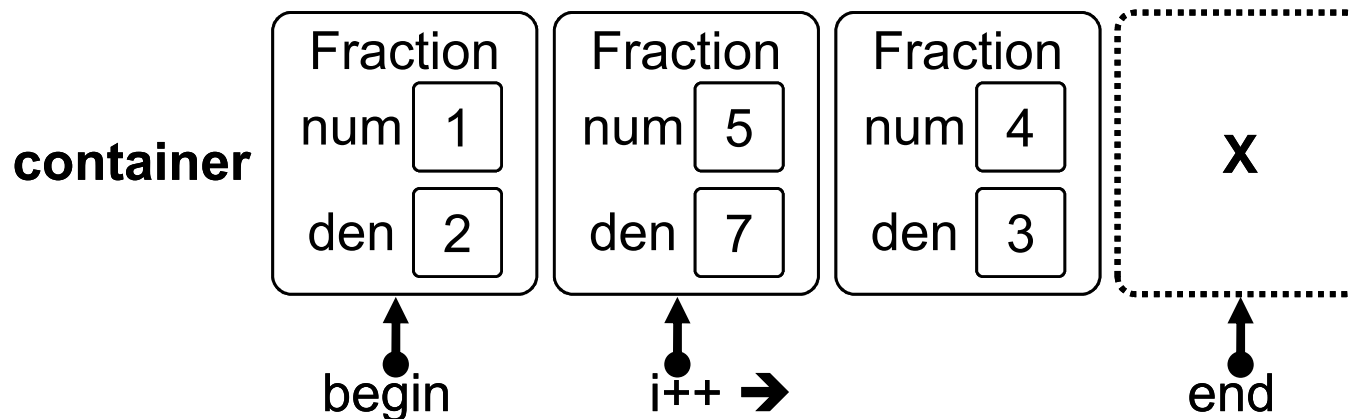 Fraction Fraction Fraction
num 1 num 5 num 4
container X
den 2 den 7 den 3
begin i++ ➔ end